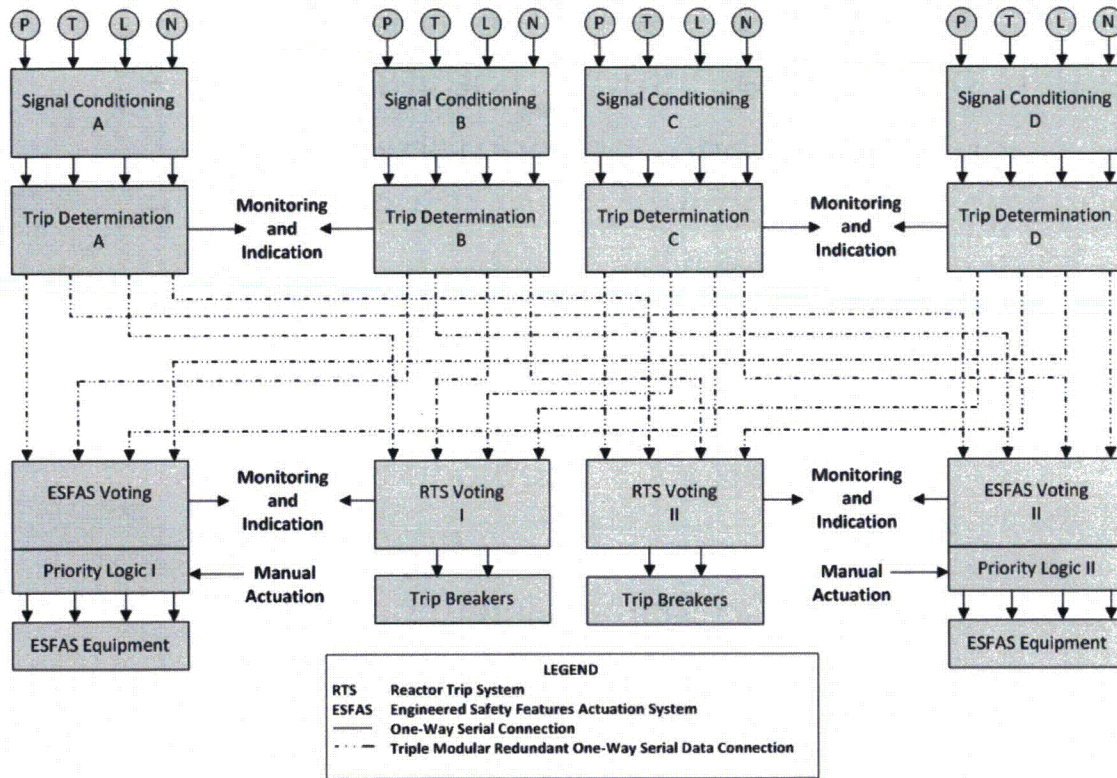 P T L N P T L N P T L N P T L N
Signal Conditioning
A
Signal Conditioning
B
Signal Conditioning
C
Signal Conditioning
D
Trip Determination
A
Monitoring
and
Indication
Trip Determination
B
Trip Determination
C
Monitoring
and
Indication
Trip Determination
D
ESFAS Voting
Monitoring
and
Indication
RTS Voting
I
RTS Voting
II
Monitoring
and
Indication
ESFAS Voting
II
Priority Logic I
Manual
Actuation
Trip Breakers
Trip Breakers
Manual
Actuation
Priority Logic II
ESFAS Equipment
ESFAS Equipment
LEGEND
RTS Reactor Trip System
ESFAS Engineered Safety Features Actuation System
One-Way Serial Connection
Triple Modular Redundant One-Way Serial Data Connection